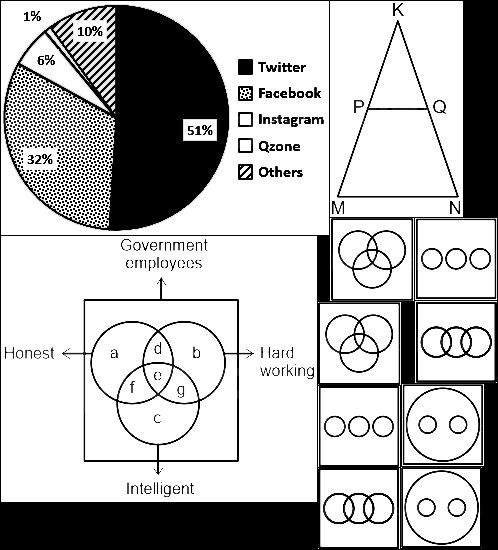 1%
10%
6%
51%
32%
Twitter
Facebook
Instagram
Qzone
Others
K
P
Q
M
N
Government
employees
Honest
a
d
b
Hard
working
e
f
g
c
Intelligent